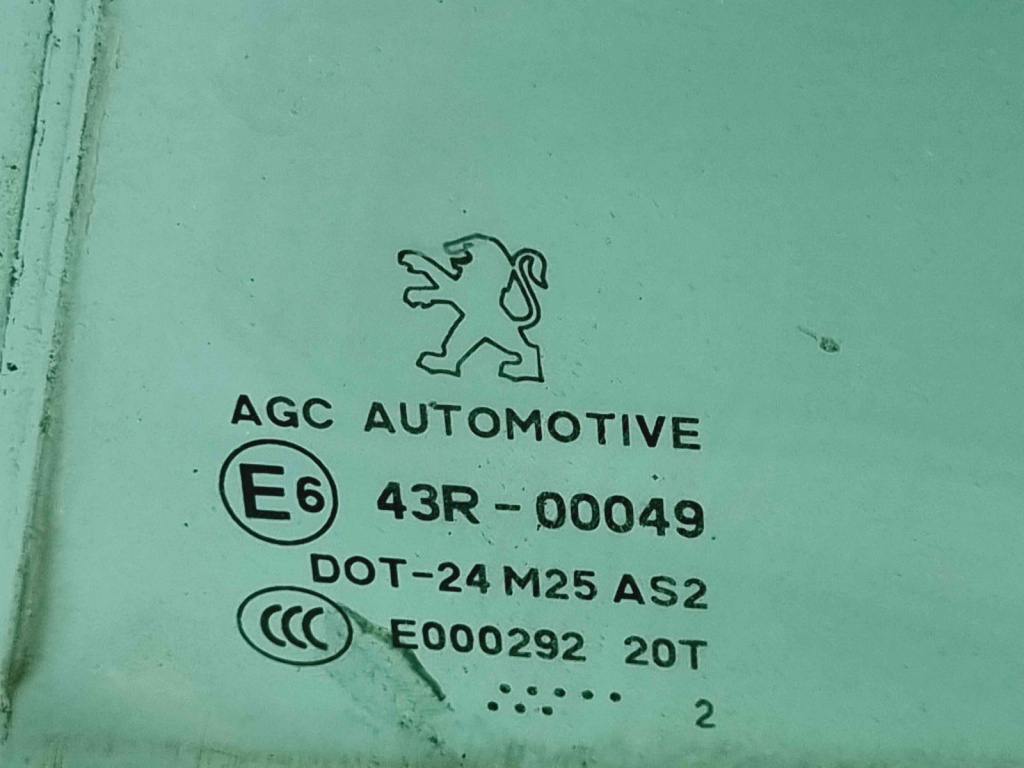 AGC AUTOMOTIVE
E6 43R-00049
DOT-24 M25 AS2
CCC E000292 20T
2